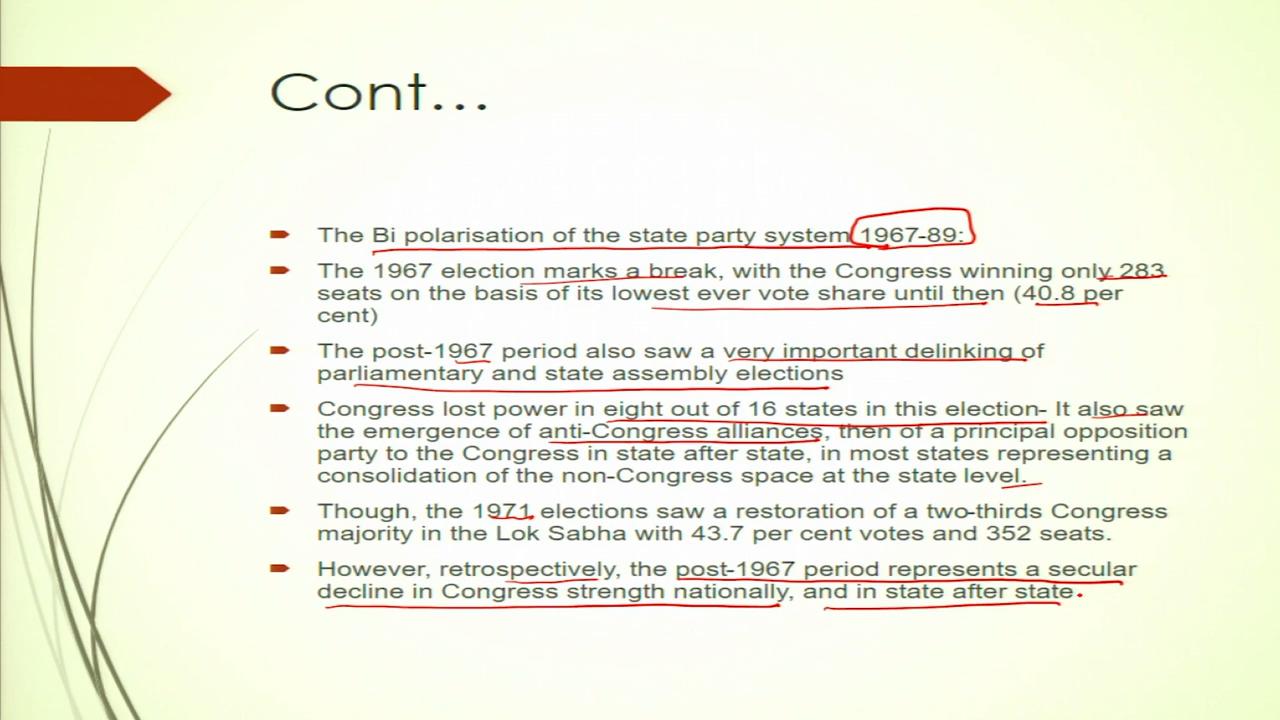 Cont...
The Bi polarisation of the state party system 1967-89:
The 1967 election marks a break, with the Congress winning only 283
seats on the basis of its lowest ever vote share until then (40.8 per
cent)
The post-1967 period also saw a very important delinking of
parliamentary and state assembly elections
Congress lost power in eight out of 16 states in this election- It also saw
the emergence of anti-Congress alliances, then of a principal opposition
party to the Congress in state after state, in most states representing a
consolidation of the non-Congress space at the state level.
Though, the 1971 elections saw a restoration of a two-thirds Congress
majority in the Lok Sabha with 43.7 per cent votes and 352 seats.
However, retrospectively, the post-1967 period represents a secular
decline in Congress strength nationally, and in state after state.